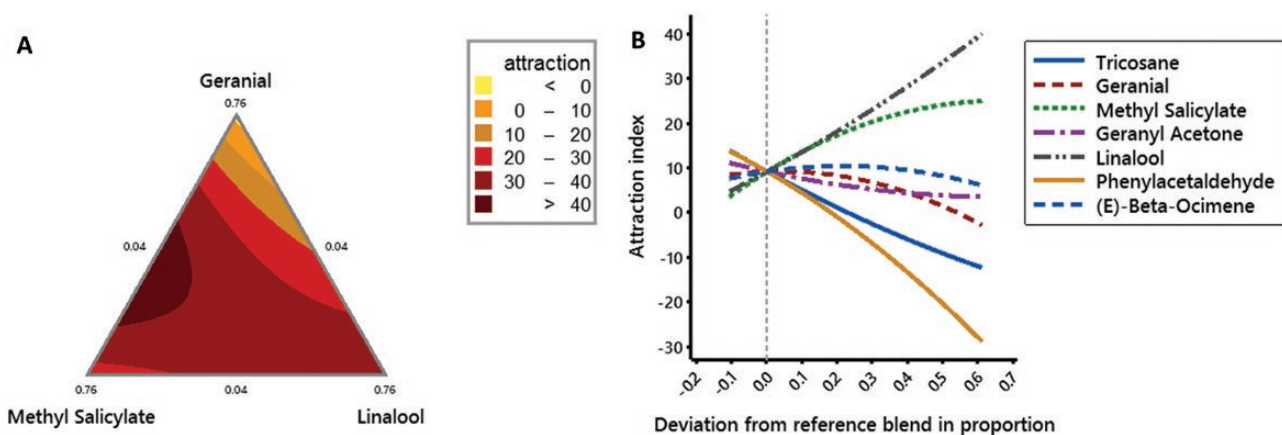 A
Geranial
0.76
0.04
0.04
0.76
0.04
0.76
Methyl Salicylate
Linalool
attraction
< 0
0 – 10
10 – 20
20 – 30
30 – 40
> 40
B
Attraction index
40
30
20
10
0
-10
-20
-30
-0.2
-0.1
0.0
0.1
0.2
0.3
0.4
0.5
0.6
0.7
Deviation from reference blend in proportion
Tricosane
Geranial
Methyl Salicylate
Geranyl Acetone
Linalool
Phenylacetaldehyde
(E)-Beta-Ocimene